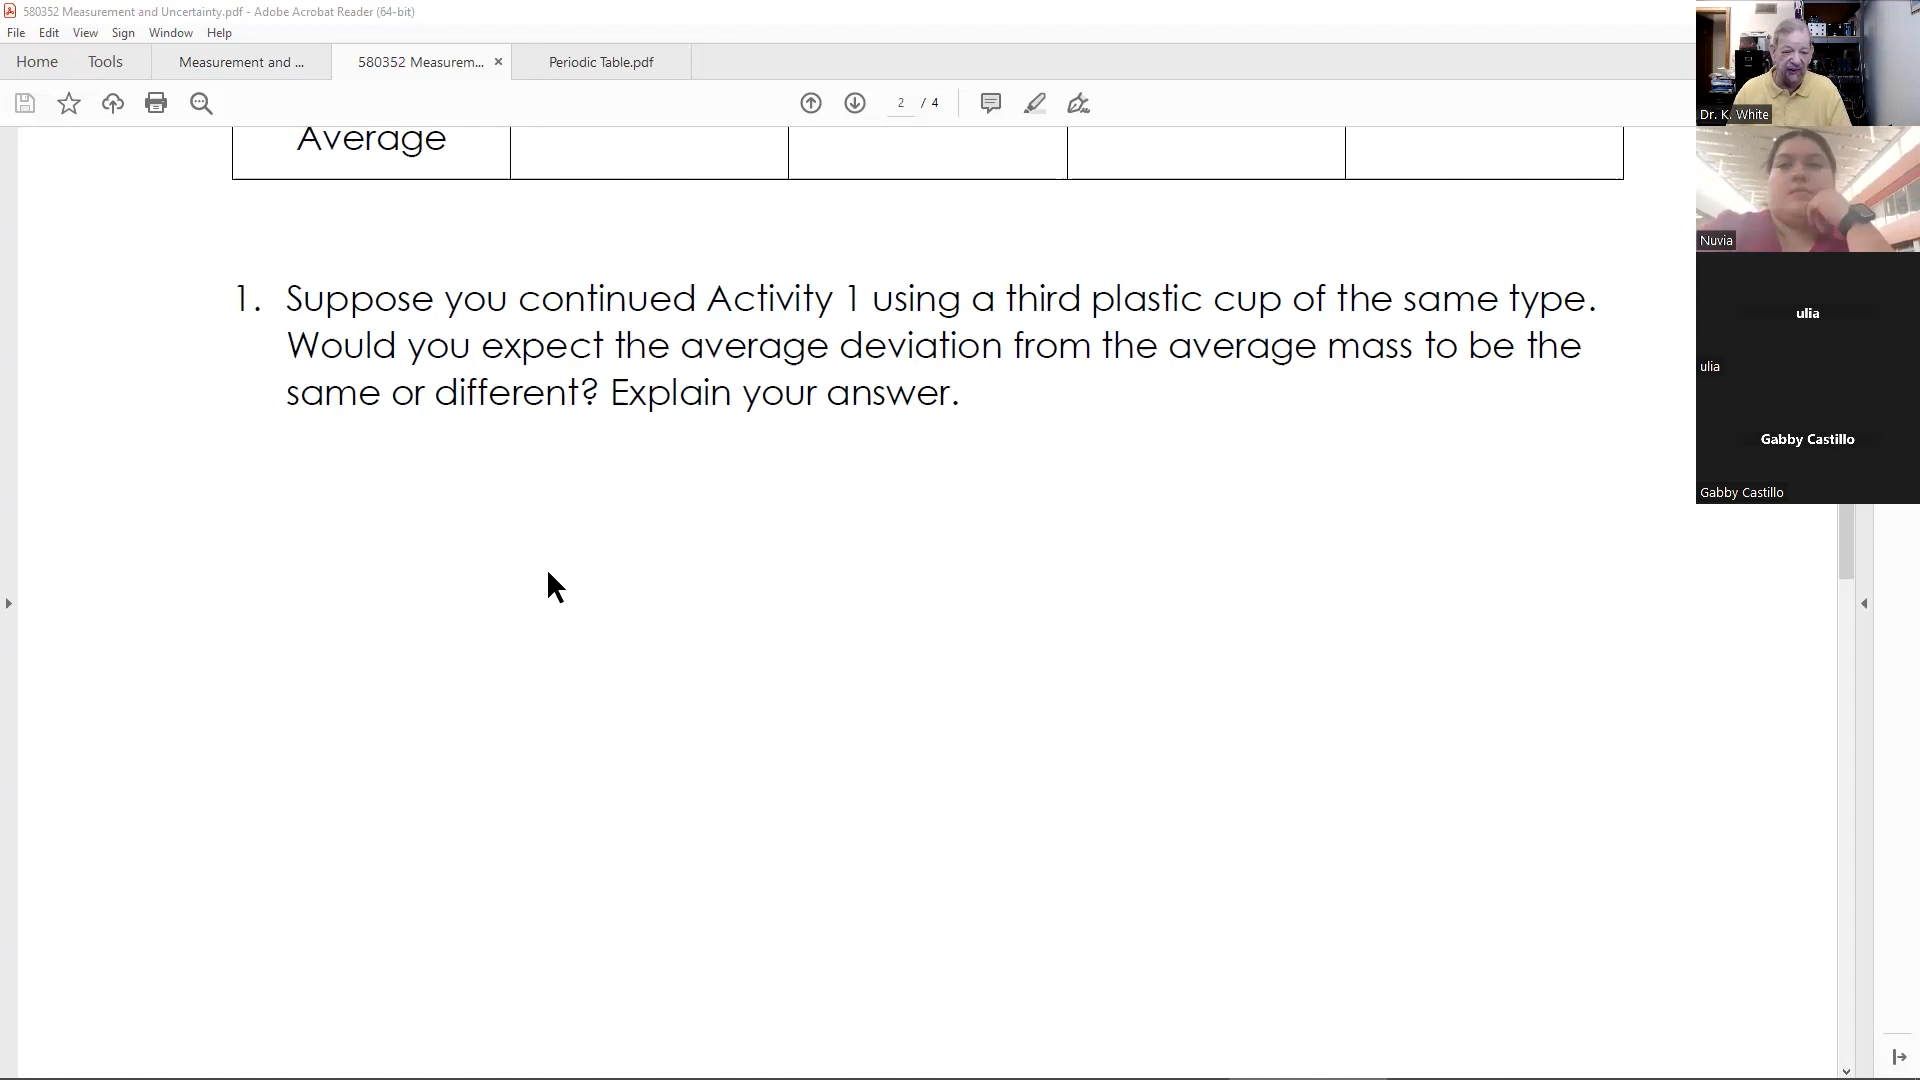 580352 Measurement and Uncertainty.pdf - Adobe Acrobat Reader (64-bit)
File Edit View Sign Window Help
Home Tools Measurement and ... 580352 Measurem... × Periodic Table.pdf
2 / 4
Average
1. Suppose you continued Activity 1 using a third plastic cup of the same type.
Would you expect the average deviation from the average mass to be the
same or different? Explain your answer.
Dr. K. White
Nuvia
ulia
ulia
Gabby Castillo
Gabby Castillo